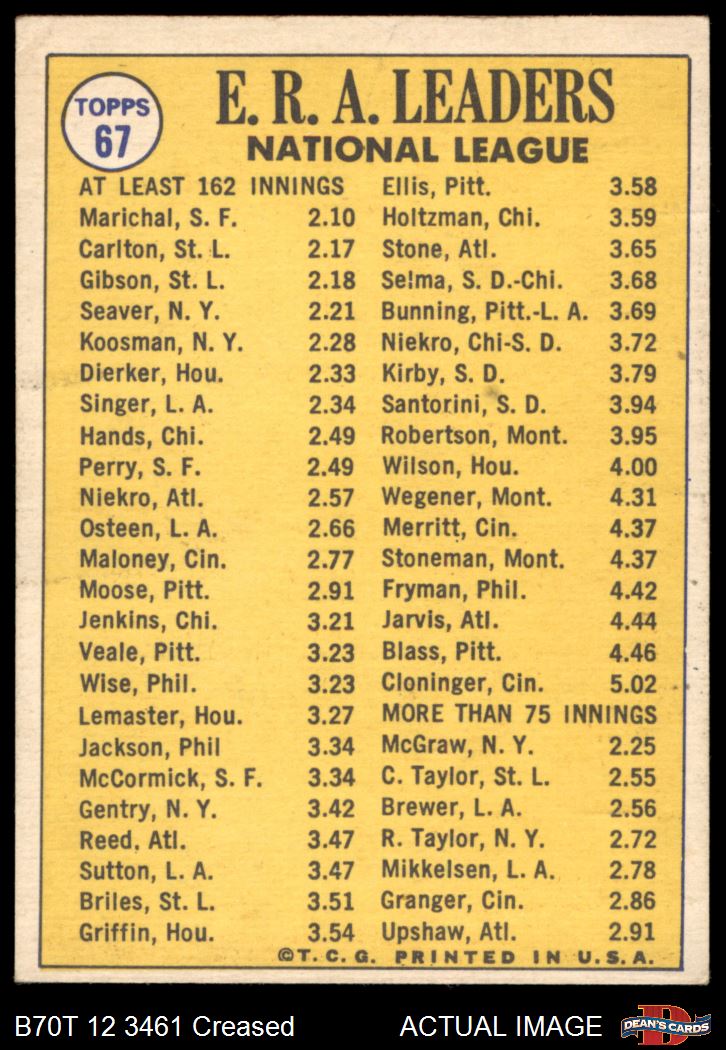 TOPPS
67
E. R. A. LEADERS
NATIONAL LEAGUE
AT LEAST 162 INNINGS
Marichal, S. F. 2.10
Carlton, St. L. 2.17
Gibson, St. L. 2.18
Seaver, N. Y. 2.21
Koosman, N. Y. 2.28
Dierker, Hou. 2.33
Singer, L. A. 2.34
Hands, Chi. 2.49
Perry, S. F. 2.49
Niekro, Atl. 2.57
Osteen, L. A. 2.66
Maloney, Cin. 2.77
Moose, Pitt. 2.91
Jenkins, Chi. 3.21
Veale, Pitt. 3.23
Wise, Phil. 3.23
Lemaster, Hou. 3.27
Jackson, Phil 3.34
McCormick, S. F. 3.34
Gentry, N. Y. 3.42
Reed, Atl. 3.47
Sutton, L. A. 3.47
Briles, St. L. 3.51
Griffin, Hou. 3.54
Ellis, Pitt. 3.58
Holtzman, Chi. 3.59
Stone, Atl. 3.65
Selma, S. D.-Chi. 3.68
Bunning, Pitt.-L. A. 3.69
Niekro, Chi-S. D. 3.72
Kirby, S. D. 3.79
Santorini, S. D. 3.94
Robertson, Mont. 3.95
Wilson, Hou. 4.00
Wegener, Mont. 4.31
Merritt, Cin. 4.37
Stoneman, Mont. 4.37
Fryman, Phil. 4.42
Jarvis, Atl. 4.44
Blass, Pitt. 4.46
Cloninger, Cin. 5.02
MORE THAN 75 INNINGS
McGraw, N. Y. 2.25
C. Taylor, St. L. 2.55
Brewer, L. A. 2.56
R. Taylor, N. Y. 2.72
Mikkelsen, L. A. 2.78
Granger, Cin. 2.86
Upshaw, Atl. 2.91
©T. C. G. PRINTED IN U. S. A.
B70T 12 3461 Creased ACTUAL IMAGE
B
DEAN'S CARDS